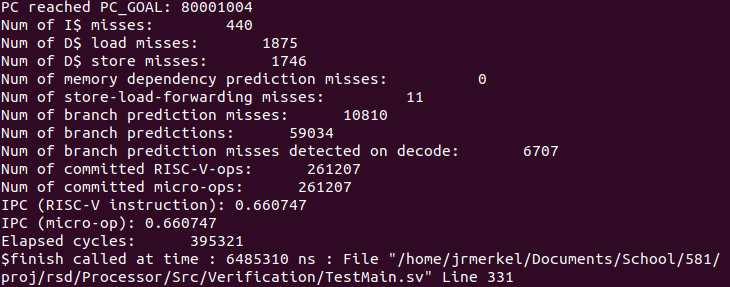 PC reached PC_GOAL: 80001004
Num of I$ misses:         440
Num of D$ load misses:        1875
Num of D$ store misses:        1746
Num of memory dependency prediction misses:           0
Num of store-load-forwarding misses:          11
Num of branch prediction misses:       10810
Num of branch predictions:       59034
Num of branch prediction misses detected on decode:        6707
Num of committed RISC-V-ops:       261207
Num of committed micro-ops:       261207
IPC (RISC-V instruction): 0.660747
IPC (micro-op): 0.660747
Elapsed cycles:       395321
$finish called at time : 6485310 ns : File "/home/jrmerkel/Documents/School/581/
proj/rsd/Processor/Src/Verification/TestMain.sv" Line 331